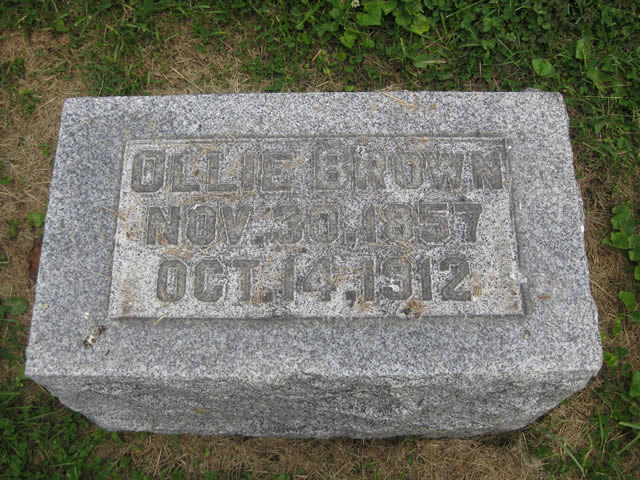 OLLIE BROWN
NOV. 30, 1857
OCT. 14, 1912